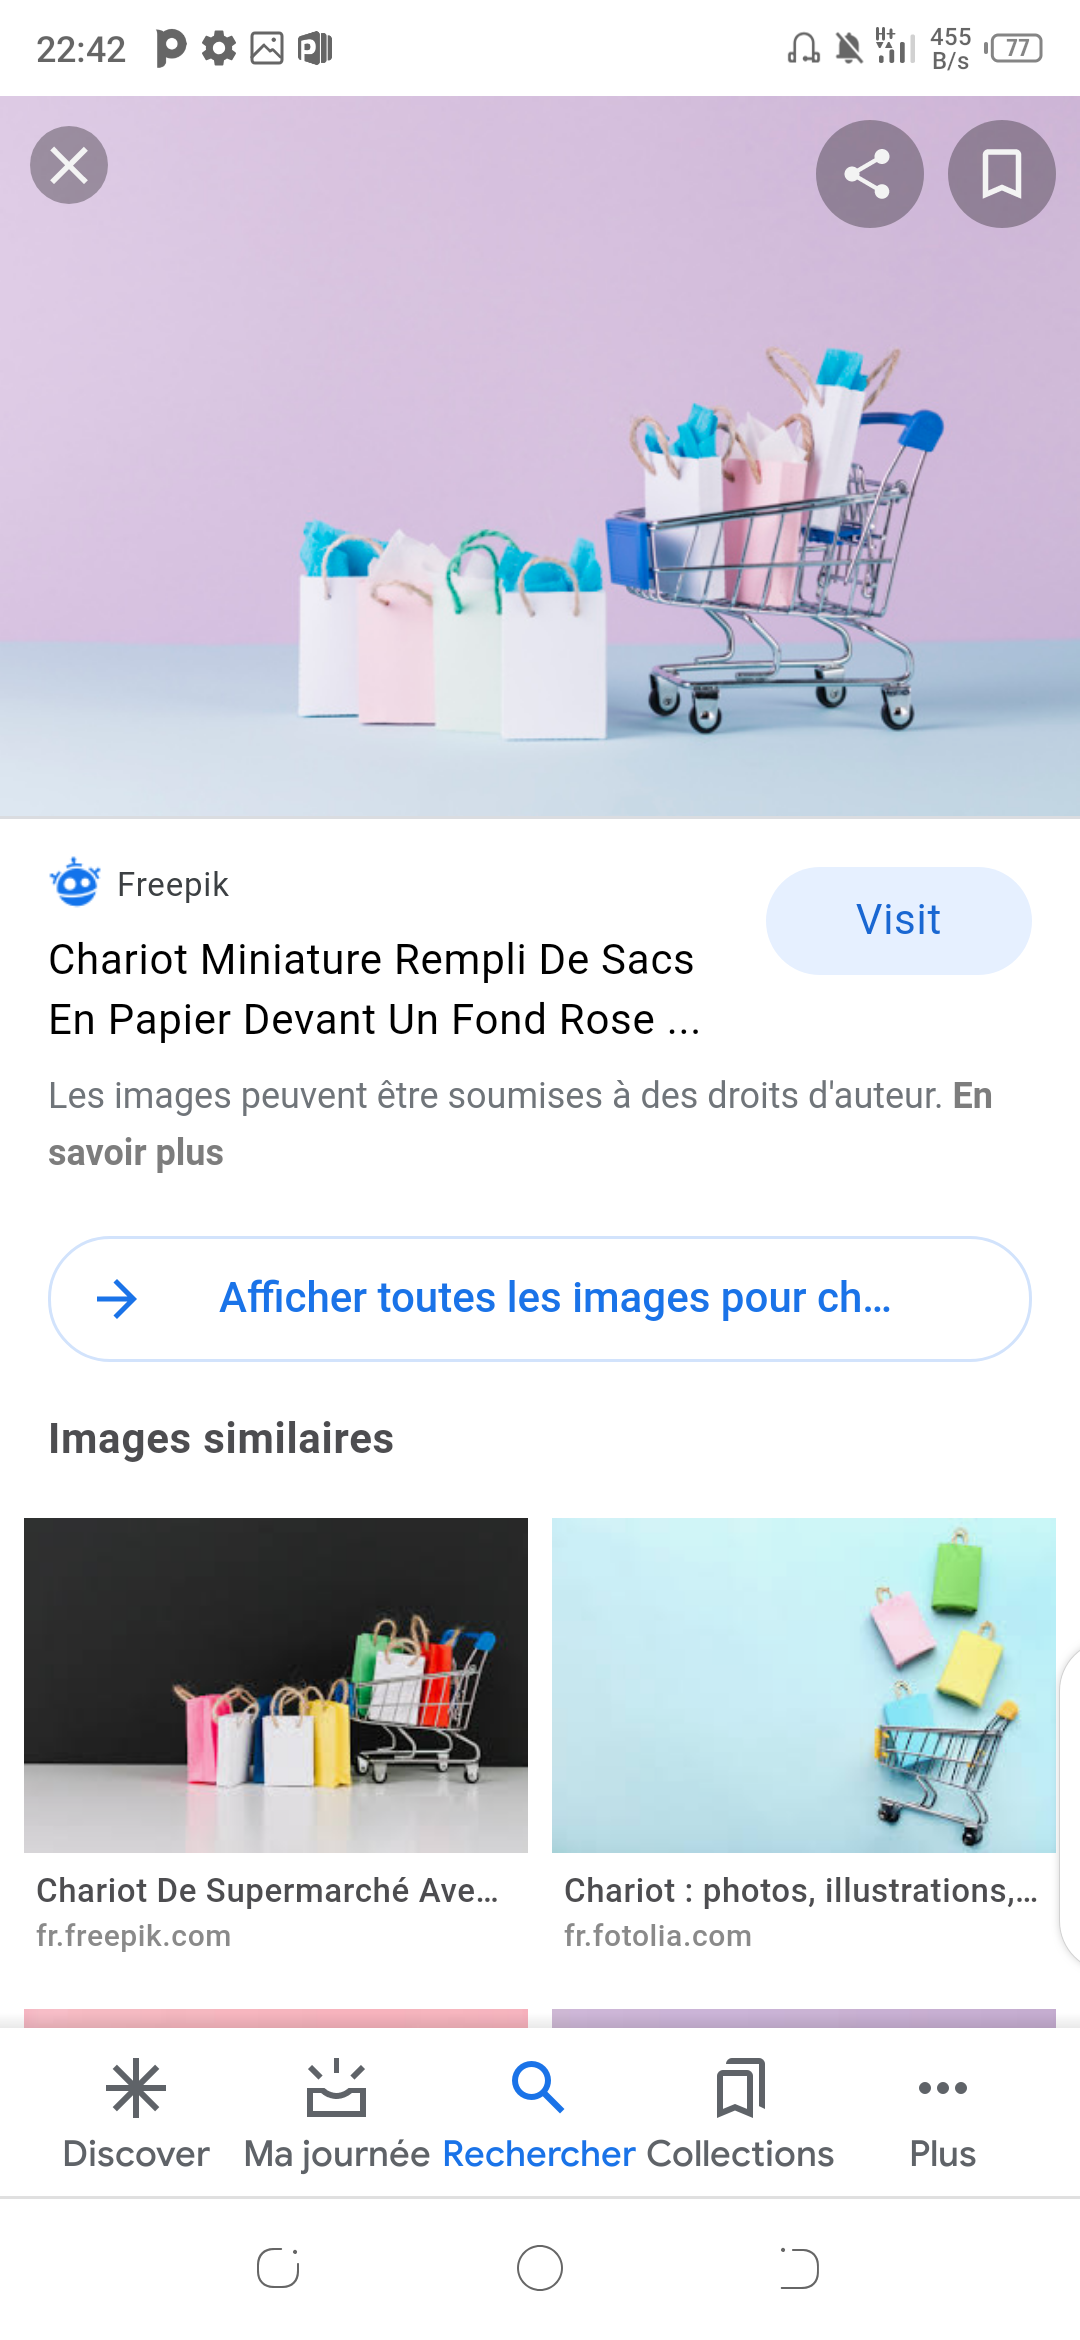 22:42
H+
455
B/s
77
Freepik
Visit
Chariot Miniature Rempli De Sacs
En Papier Devant Un Fond Rose ...
Les images peuvent être soumises à des droits d'auteur. En
savoir plus
Afficher toutes les images pour ch...
Images similaires
Chariot De Supermarché Ave...
fr.freepik.com
Chariot : photos, illustrations,...
fr.fotolia.com
Discover
Ma journée
Rechercher
Collections
Plus